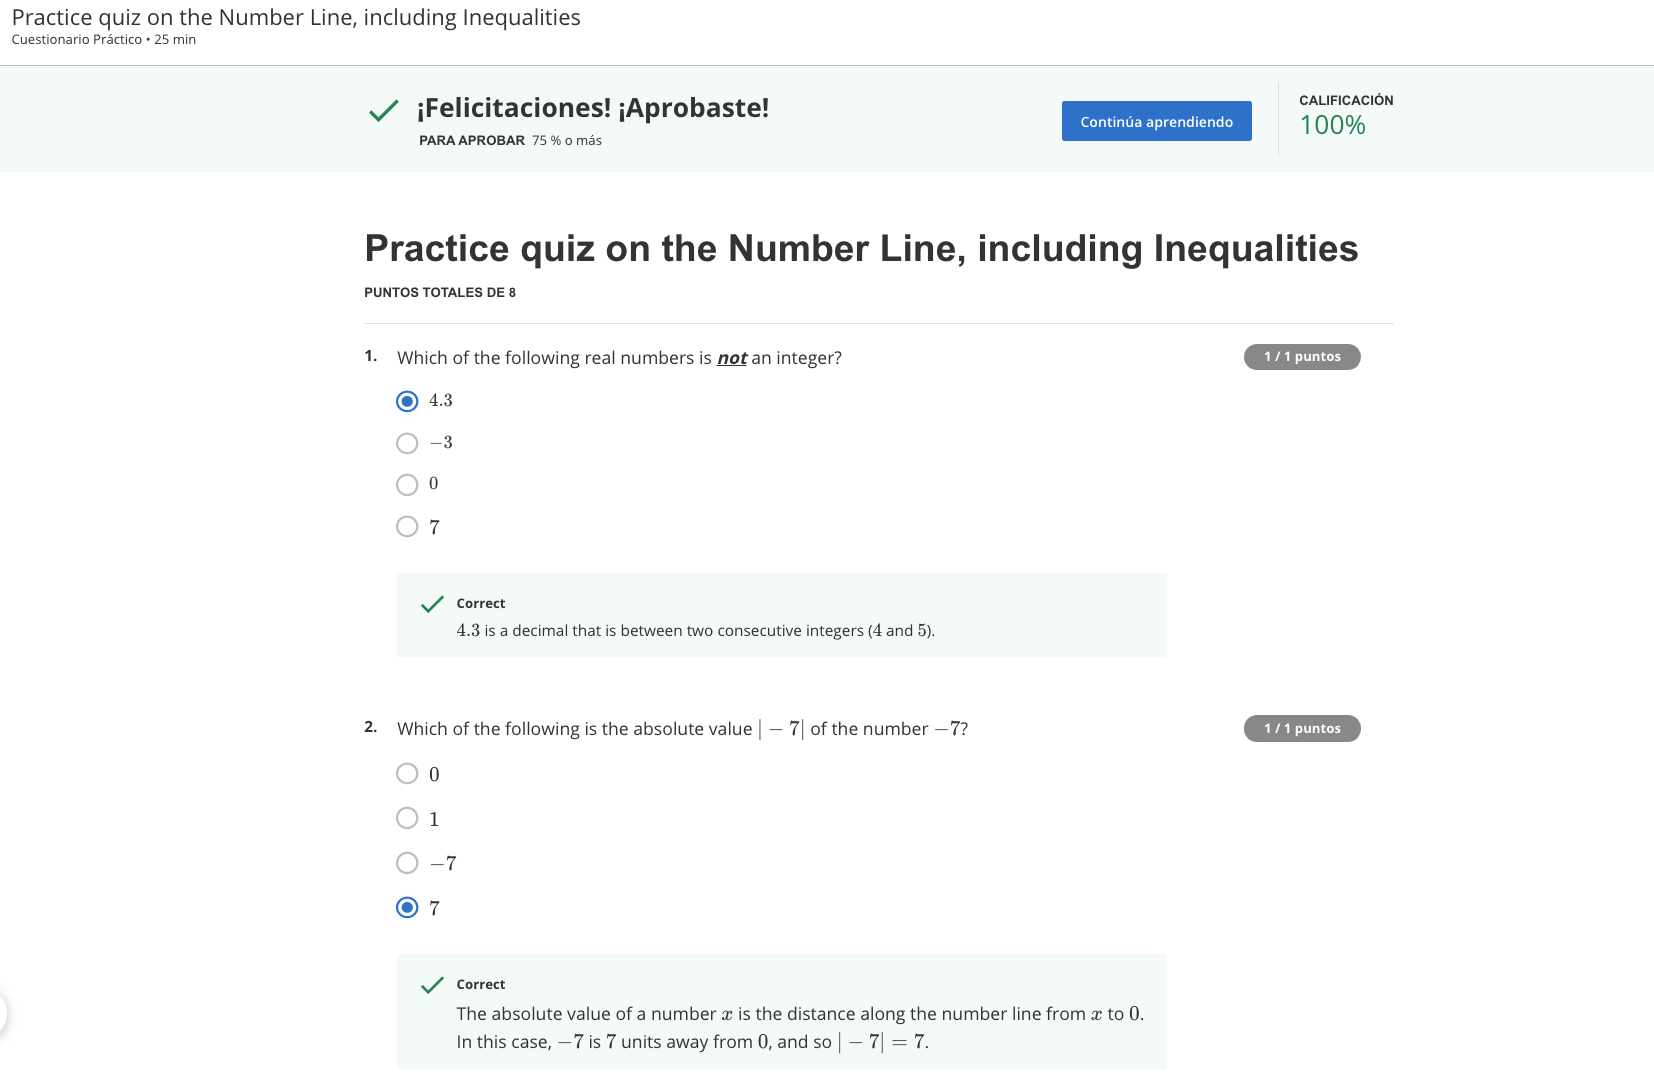 Practice quiz on the Number Line, including Inequalities
Cuestionario Práctico • 25 min
¡Felicitaciones! ¡Aprobaste!
PARA APROBAR 75 % o más
Continúa aprendiendo
CALIFICACIÓN
100%
Practice quiz on the Number Line, including Inequalities
PUNTOS TOTALES DE 8
1. Which of the following real numbers is not an integer?
1 / 1 puntos
4.3
−3
0
7
Correct
4.3 is a decimal that is between two consecutive integers (4 and 5).
2. Which of the following is the absolute value | − 7| of the number −7?
1 / 1 puntos
0
1
−7
7
Correct
The absolute value of a number x is the distance along the number line from x to 0.
In this case, −7 is 7 units away from 0, and so | − 7| = 7.